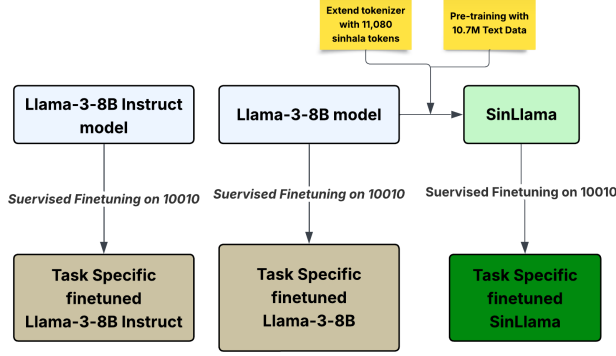 Extend tokenizer
with 11,080
sinhala tokens
Pre-training with
10.7M Text Data
Llama-3-8B Instruct
model
Llama-3-8B model
SinLlama
Suervised Finetuning on 10010
Suervised Finetuning on 10010
Suervised Finetuning on 10010
Task Specific
finetuned
Llama-3-8B Instruct
Task Specific
finetuned
Llama-3-8B
Task Specific
finetuned
SinLlama